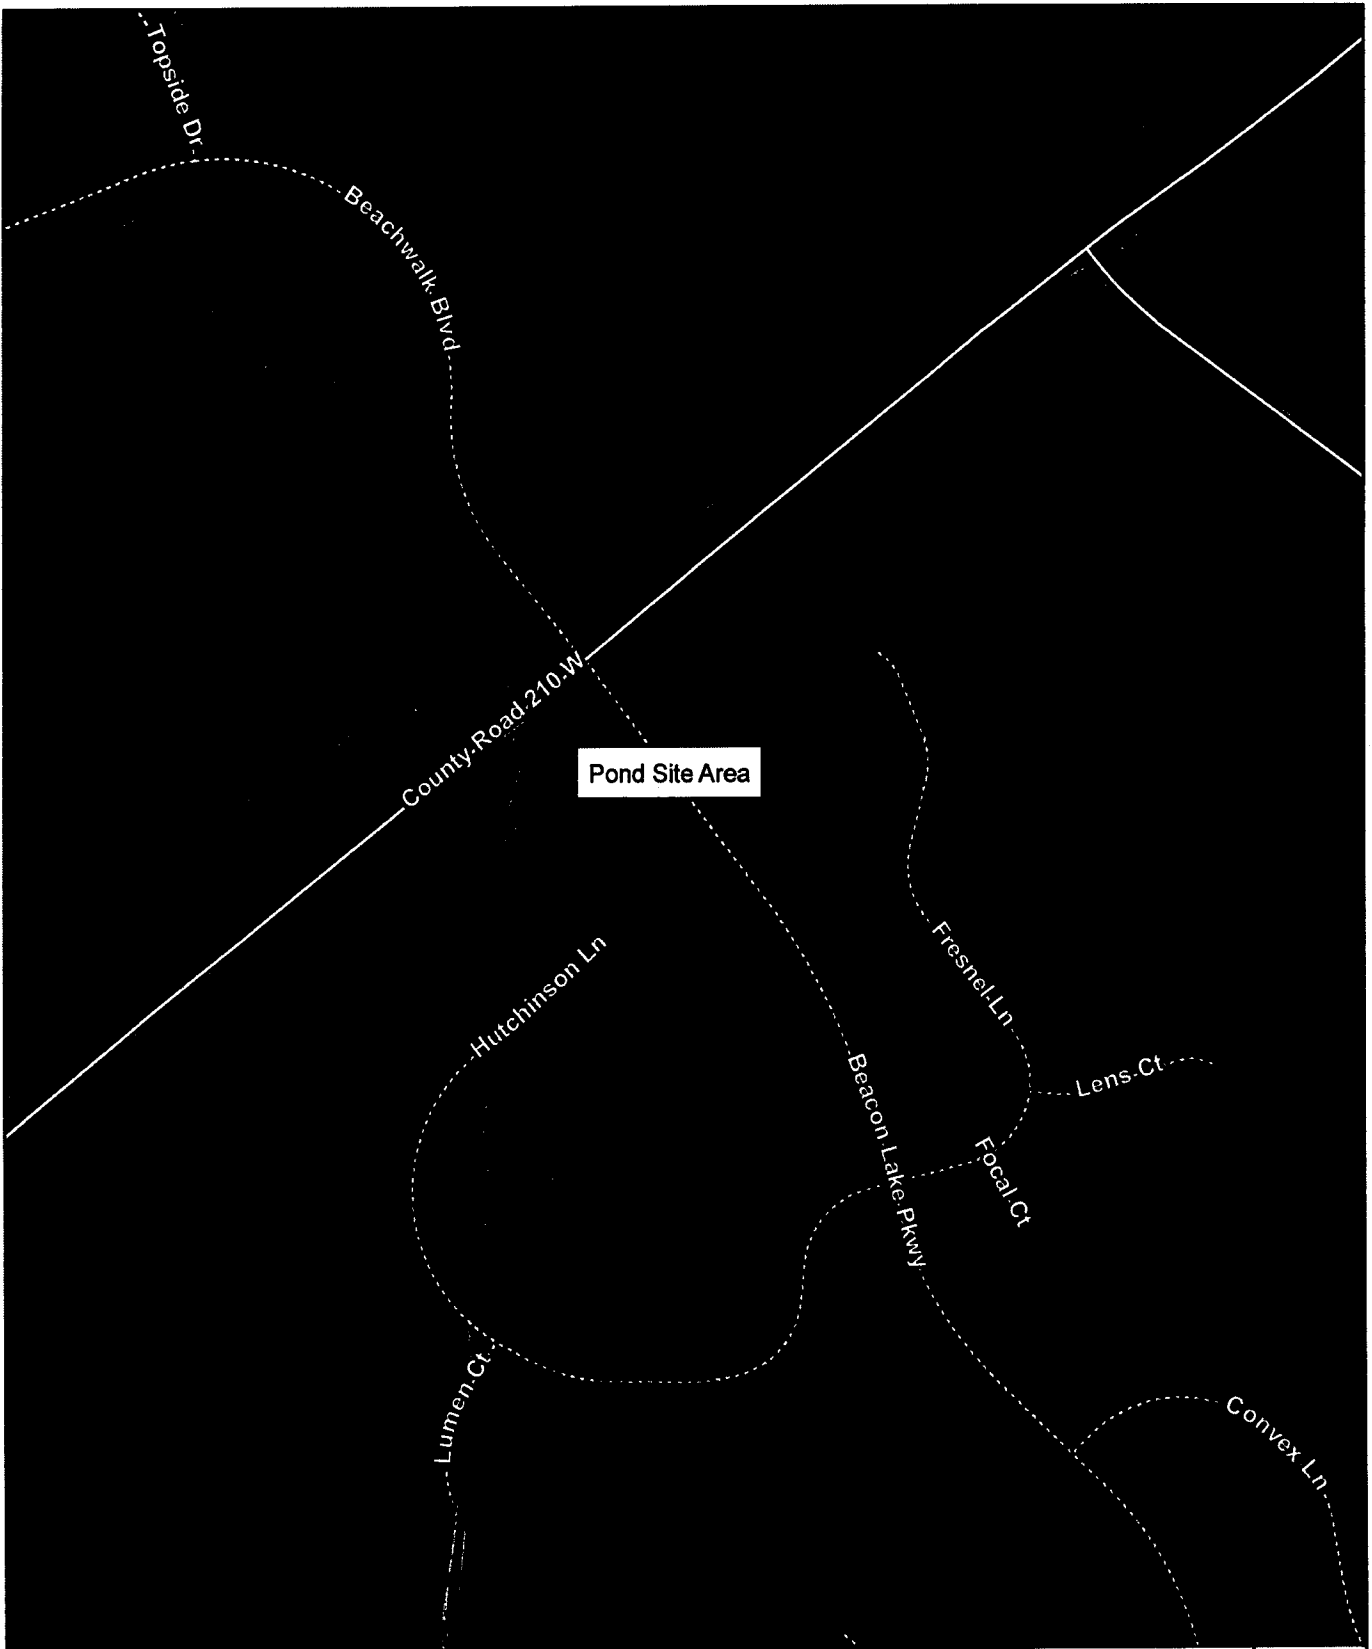 Topside Dr
Beachwalk Blvd
County Road 210 W
Pond Site Area
Fresnel Ln
Hutchinson Ln
Lens Ct
Beacon Lake Pkwy
Focal Ct
Lumen Ct
Convex Ln